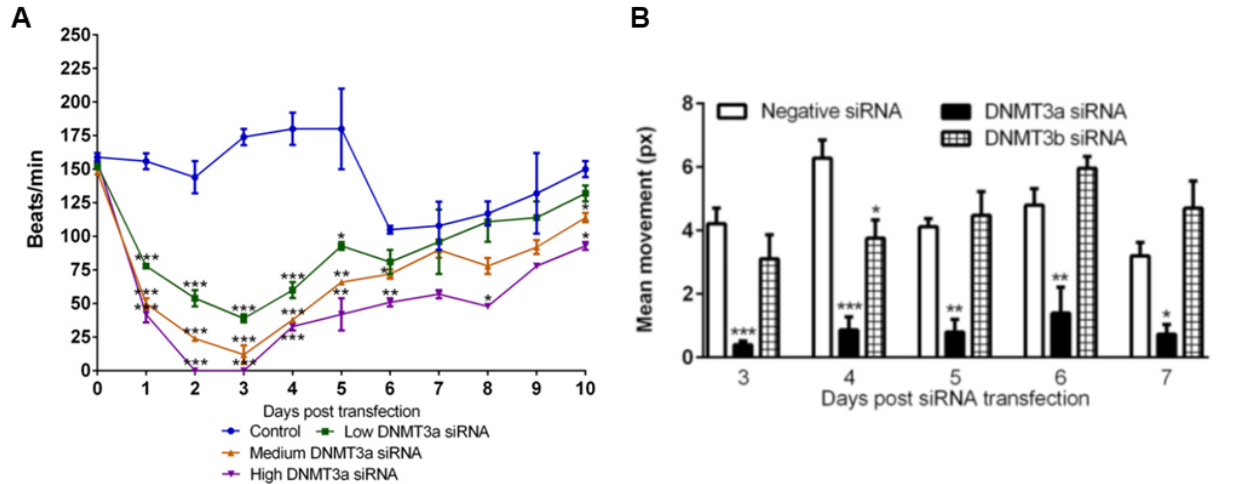 A
250
225
200
175
150
125
100
75
50
25
0
Beats/min
*** *** ***
*** *** ***
*** *** ***
*** ***
* ** **
* **
*
*
*
0 1 2 3 4 5 6 7 8 9 10
Days post transfection
Control Low DNMT3a siRNA
Medium DNMT3a siRNA
High DNMT3a siRNA
B
8
6
4
2
0
Mean movement (px)
Negative siRNA DNMT3a siRNA
DNMT3b siRNA
*** *** * ** ** *
3 4 5 6 7
Days post siRNA transfection